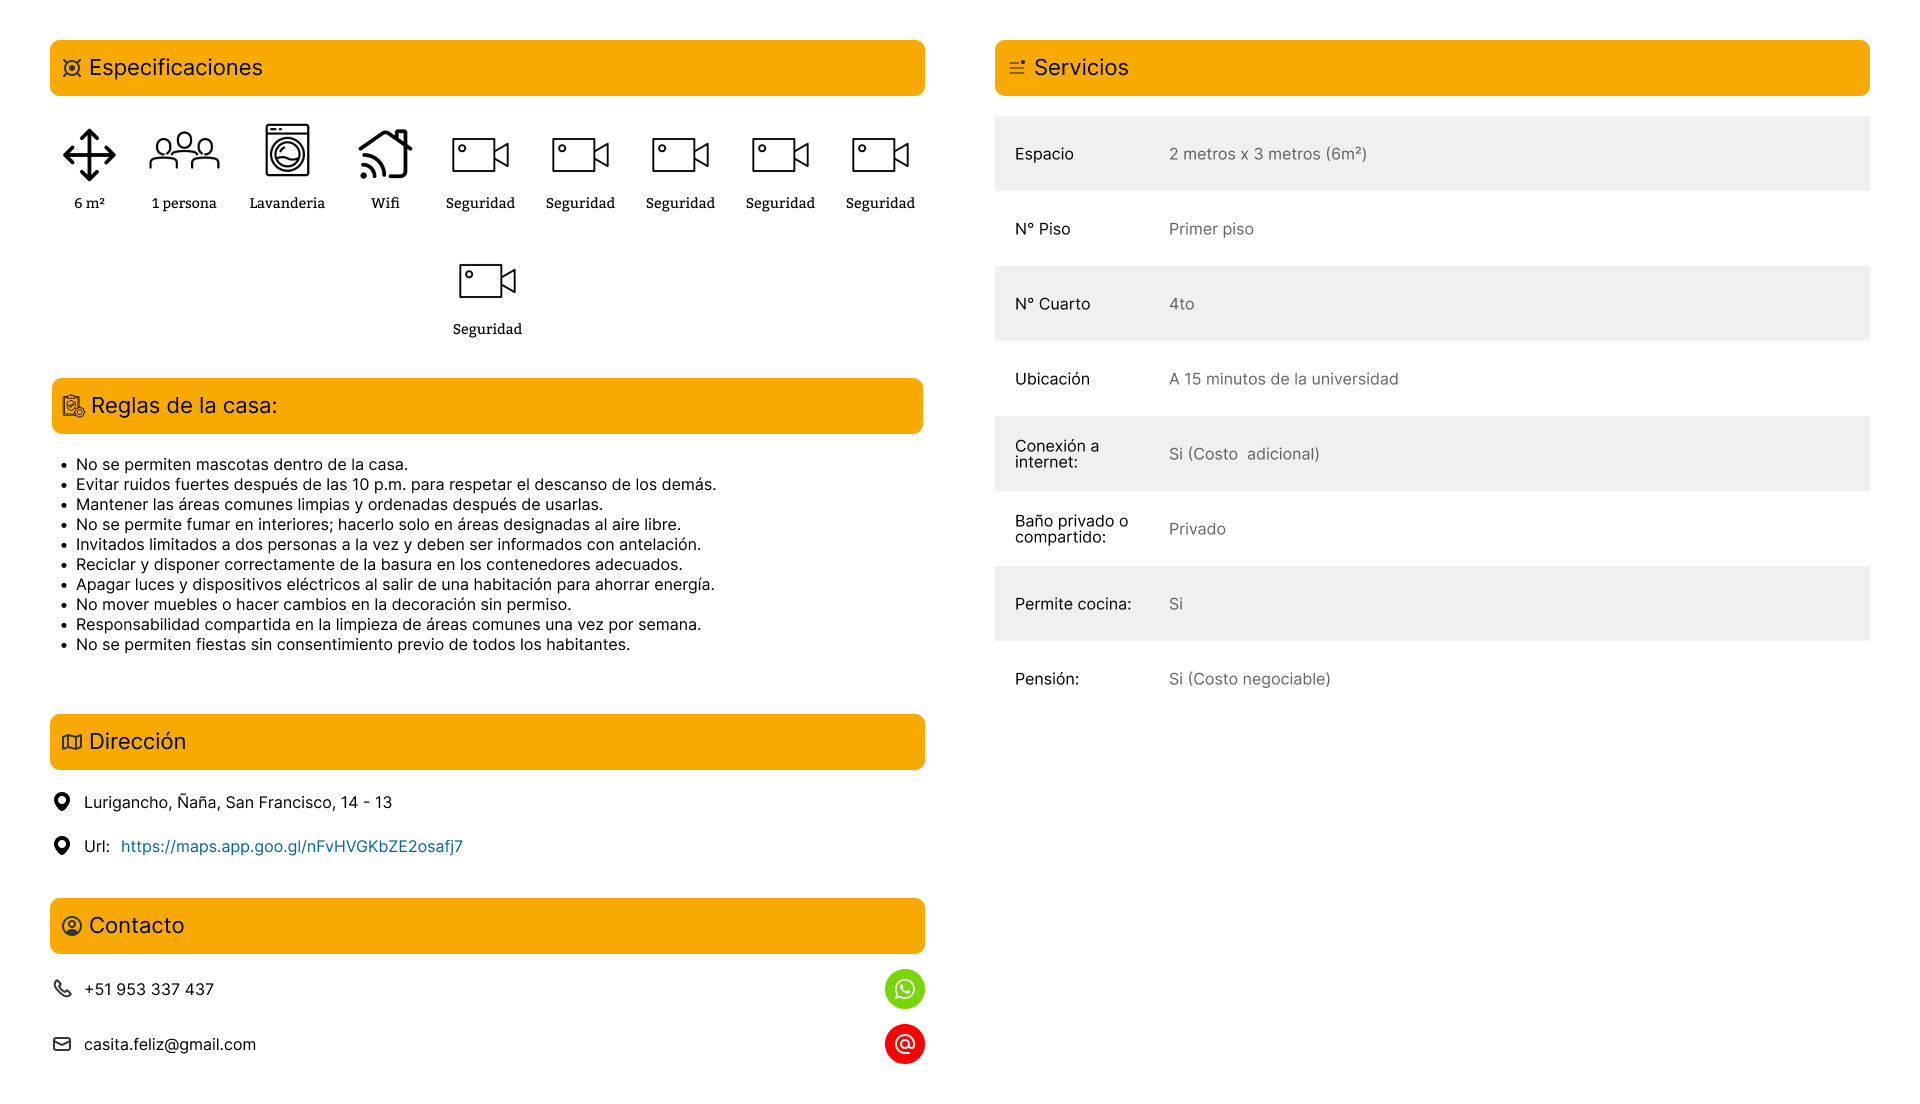 Especificaciones
6 m²
1 persona
Lavanderia
Wifi
Seguridad
Seguridad
Seguridad
Seguridad
Seguridad
Seguridad
Reglas de la casa:
• No se permiten mascotas dentro de la casa.
• Evitar ruidos fuertes después de las 10 p.m. para respetar el descanso de los demás.
• Mantener las áreas comunes limpias y ordenadas después de usarlas.
• No se permite fumar en interiores; hacerlo solo en áreas designadas al aire libre.
• Invitados limitados a dos personas a la vez y deben ser informados con antelación.
• Reciclar y disponer correctamente de la basura en los contenedores adecuados.
• Apagar luces y dispositivos eléctricos al salir de una habitación para ahorrar energía.
• No mover muebles o hacer cambios en la decoración sin permiso.
• Responsabilidad compartida en la limpieza de áreas comunes una vez por semana.
• No se permiten fiestas sin consentimiento previo de todos los habitantes.
Dirección
Lurigancho, Ñaña, San Francisco, 14 - 13
Url: https://maps.app.goo.gl/nFvHVGKbZE2osafj7
Contacto
+51 953 337 437
casita.feliz@gmail.com
Servicios
Espacio 2 metros x 3 metros (6m²)
N° Piso Primer piso
N° Cuarto 4to
Ubicación A 15 minutos de la universidad
Conexión a
internet: Si (Costo adicional)
Baño privado o
compartido: Privado
Permite cocina: Si
Pensión: Si (Costo negociable)